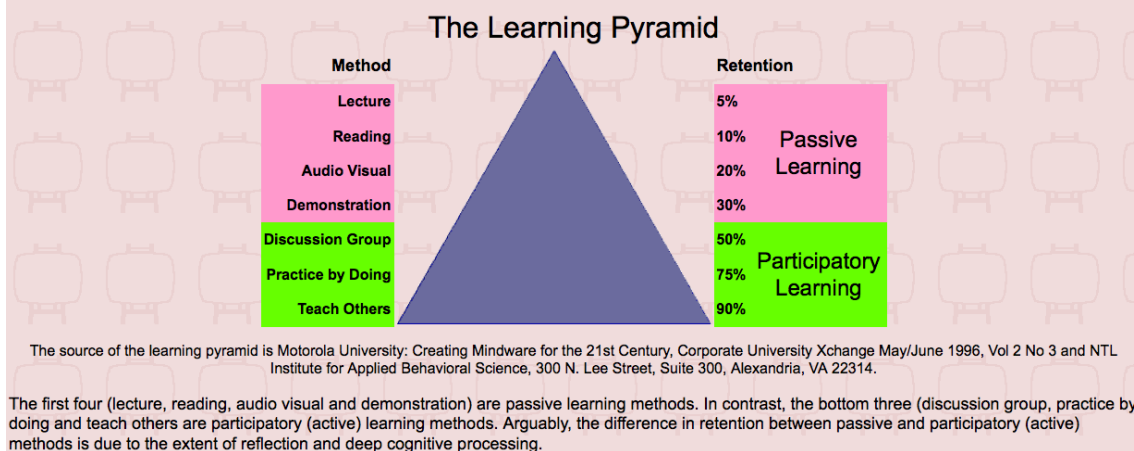 The Learning Pyramid
Method Retention
Lecture 5%
Reading 10%
Audio Visual 20%
Demonstration 30%
Passive
Learning
Discussion Group 50%
Practice by Doing 75%
Teach Others 90%
Participatory
Learning
The source of the learning pyramid is Motorola University: Creating Mindware for the 21st Century, Corporate University Xchange May/June 1996, Vol 2 No 3 and NTL
Institute for Applied Behavioral Science, 300 N. Lee Street, Suite 300, Alexandria, VA 22314.
The first four (lecture, reading, audio visual and demonstration) are passive learning methods. In contrast, the bottom three (discussion group, practice by
doing and teach others are participatory (active) learning methods. Arguably, the difference in retention between passive and participatory (active)
methods is due to the extent of reflection and deep cognitive processing.